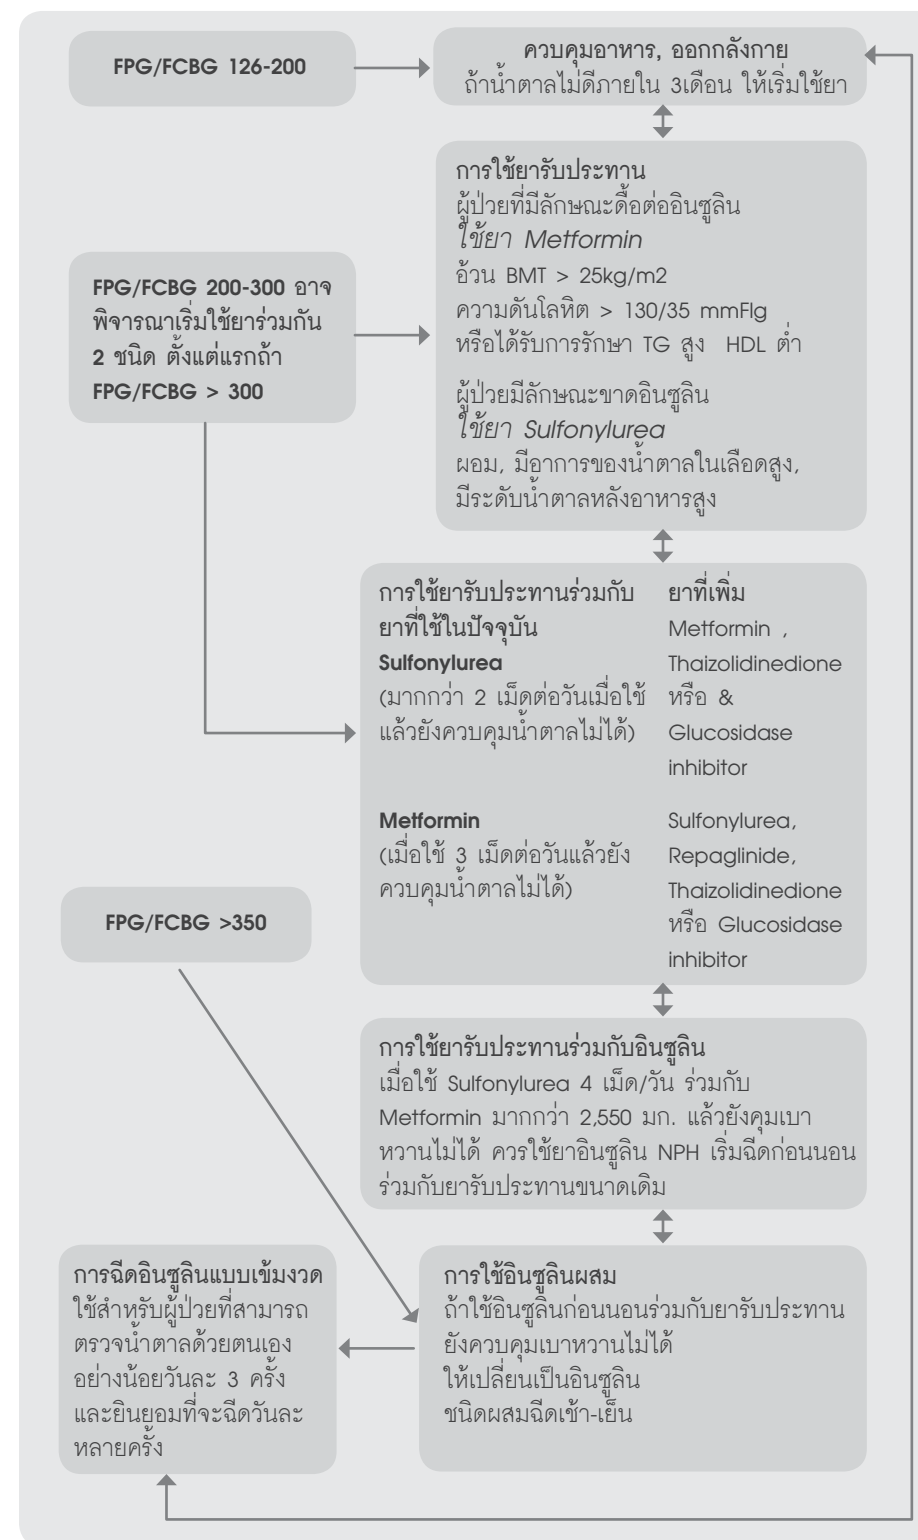 FPG/FCBG 126-200
ควบคุมอาหาร, ออกกลังกาย
ถ้าน้ำตาลไม่ดีภายใน 3เดือน ให้เริ่มใช้ยา
การใช้ยารับประทาน
ผู้ป่วยที่มีลักษณะดื้อต่ออินซูลิน
ใช้ยา Metformin
อ้วน BMT > 25kg/m2
ความดันโลหิต > 130/35 mmFlg
หรือได้รับการรักษา TG สูง HDL ต่ำ
ผู้ป่วยมีลักษณะขาดอินซูลิน
ใช้ยา Sulfonylurea
ผอม, มีอาการของน้ำตาลในเลือดสูง,
มีระดับน้ำตาลหลังอาหารสูง
FPG/FCBG 200-300 อาจ
พิจารณาเริ่มใช้ยาร่วมกัน
2 ชนิด ตั้งแต่แรกถ้า
FPG/FCBG > 300
การใช้ยารับประทานร่วมกับ
ยาที่ใช้ในปัจจุบัน
Sulfonylurea
(มากกว่า 2 เม็ดต่อวันเมื่อใช้
แล้วยังควบคุมน้ำตาลไม่ได้)
ยาที่เพิ่ม
Metformin ,
Thaizolidinedione
หรือ &
Glucosidase
inhibitor
Metformin
(เมื่อใช้ 3 เม็ดต่อวันแล้วยัง
ควบคุมน้ำตาลไม่ได้)
Sulfonylurea,
Repaglinide,
Thaizolidinedione
หรือ Glucosidase
inhibitor
FPG/FCBG >350
การใช้ยารับประทานร่วมกับอินซูลิน
เมื่อใช้ Sulfonylurea 4 เม็ด/วัน ร่วมกับ
Metformin มากกว่า 2,550 มก. แล้วยังคุมเบา
หวานไม่ได้ ควรใช้ยาอินซูลิน NPH เริ่มฉีดก่อนนอน
ร่วมกับยารับประทานขนาดเดิม
การฉีดอินซูลินแบบเข้มงวด
ใช้สำหรับผู้ป่วยที่สามารถ
ตรวจน้ำตาลด้วยตนเอง
อย่างน้อยวันละ 3 ครั้ง
และยินยอมที่จะฉีดวันละ
หลายครั้ง
การใช้อินซูลินผสม
ถ้าใช้อินซูลินก่อนนอนร่วมกับยารับประทาน
ยังควบคุมเบาหวานไม่ได้
ให้เปลี่ยนเป็นอินซูลิน
ชนิดผสมฉีดเช้า-เย็น